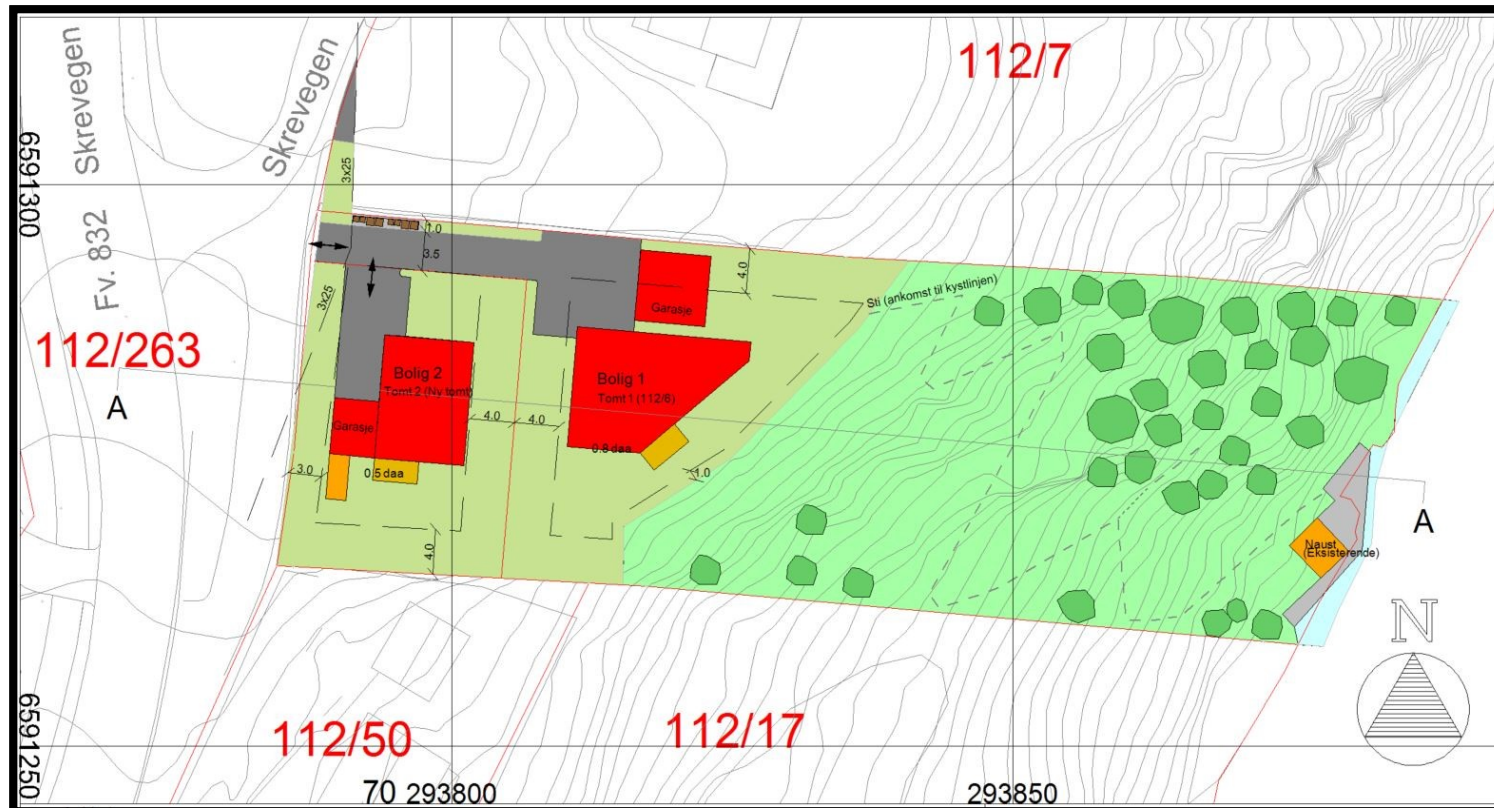 112/7
Skrevegen
Fv. 832 Skrevegen
6591300
3x25
1.0
3.5
4.0
Garasje
Sti (ankomst til kystlinjen)
3x25
112/263
Bolig 2
Tomt 2 (Ny tomt)
Bolig 1
Tomt 1 (112/6)
A
4.0
4.0
Garasje
0.8 daa
3.0
0.5 daa
1.0
A
4.0
Naust
(Eksisterende)
N
112/50
112/17
6591250
70 293800
293850